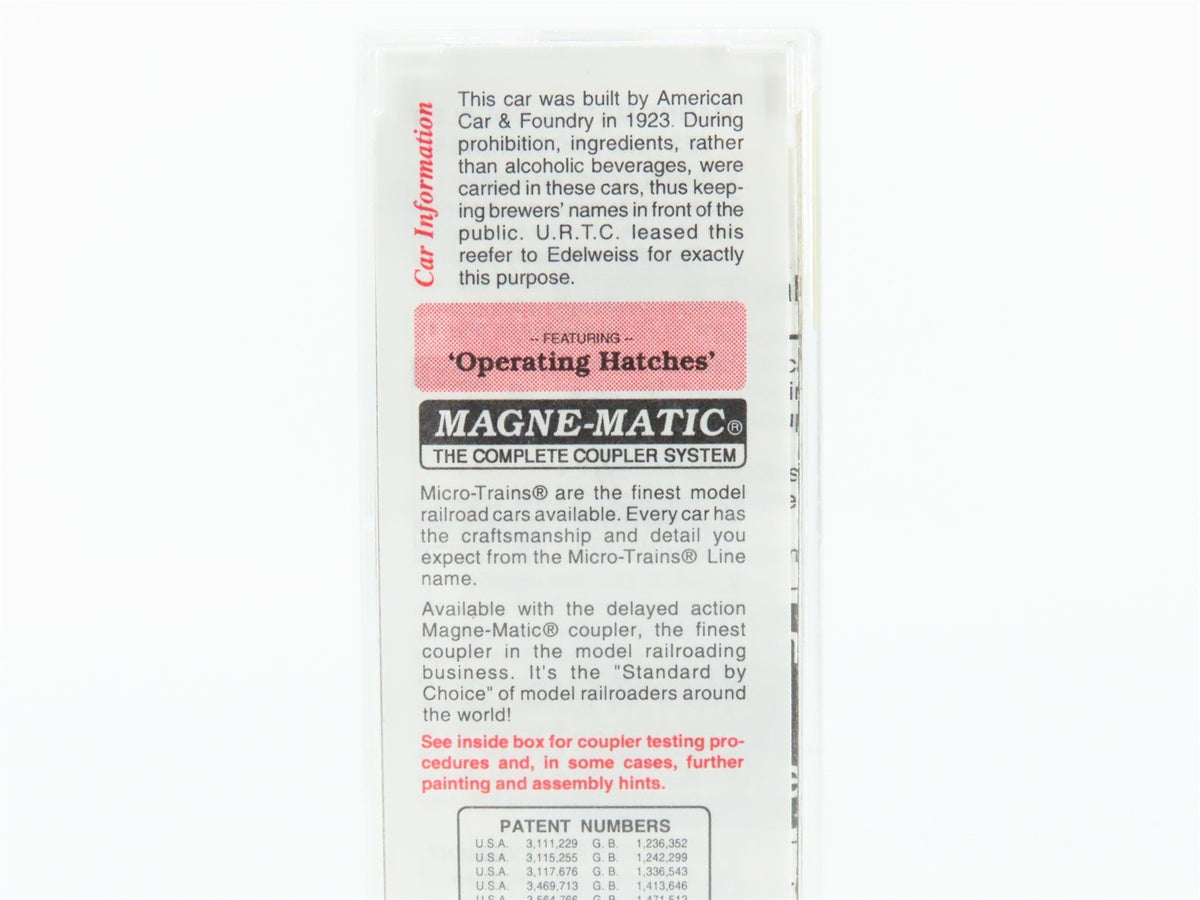 Car Information
This car was built by American
Car & Foundry in 1923. During
prohibition, ingredients, rather
than alcoholic beverages, were
carried in these cars, thus keep-
ing brewers' names in front of the
public. U.R.T.C. leased this
reefer to Edelweiss for exactly
this purpose.
-- FEATURING --
'Operating Hatches'
MAGNE-MATIC®
THE COMPLETE COUPLER SYSTEM
Micro-Trains® are the finest model
railroad cars available. Every car has
the craftsmanship and detail you
expect from the Micro-Trains® Line
name.
Available with the delayed action
Magne-Matic® coupler, the finest
coupler in the model railroading
business. It's the "Standard by
Choice" of model railroaders around
the world!
See inside box for coupler testing pro-
cedures and, in some cases, further
painting and assembly hints.
PATENT NUMBERS
U.S.A. 3,111,229 G. B. 1,236,352
U.S.A. 3,115,255 G. B. 1,242,299
U.S.A. 3,117,676 G. B. 1,336,543
U.S.A. 3,469,713 G. B. 1,413,646
U.S.A. 3,564,766 G. B. 1,471,513